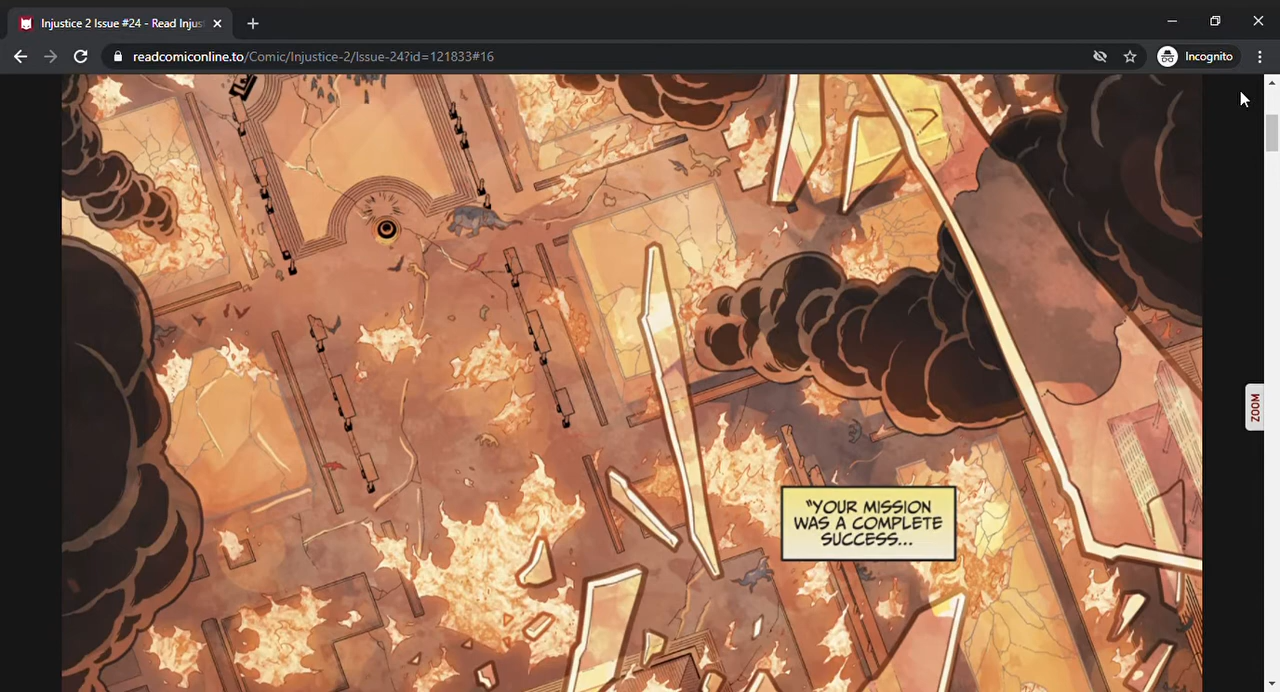 Injustice 2 Issue #24 - Read Injus
readcomiconline.to/Comic/Injustice-2/Issue-24?id=121833#16
Incognito
ZOOM
"YOUR MISSION
WAS A COMPLETE
SUCCESS...